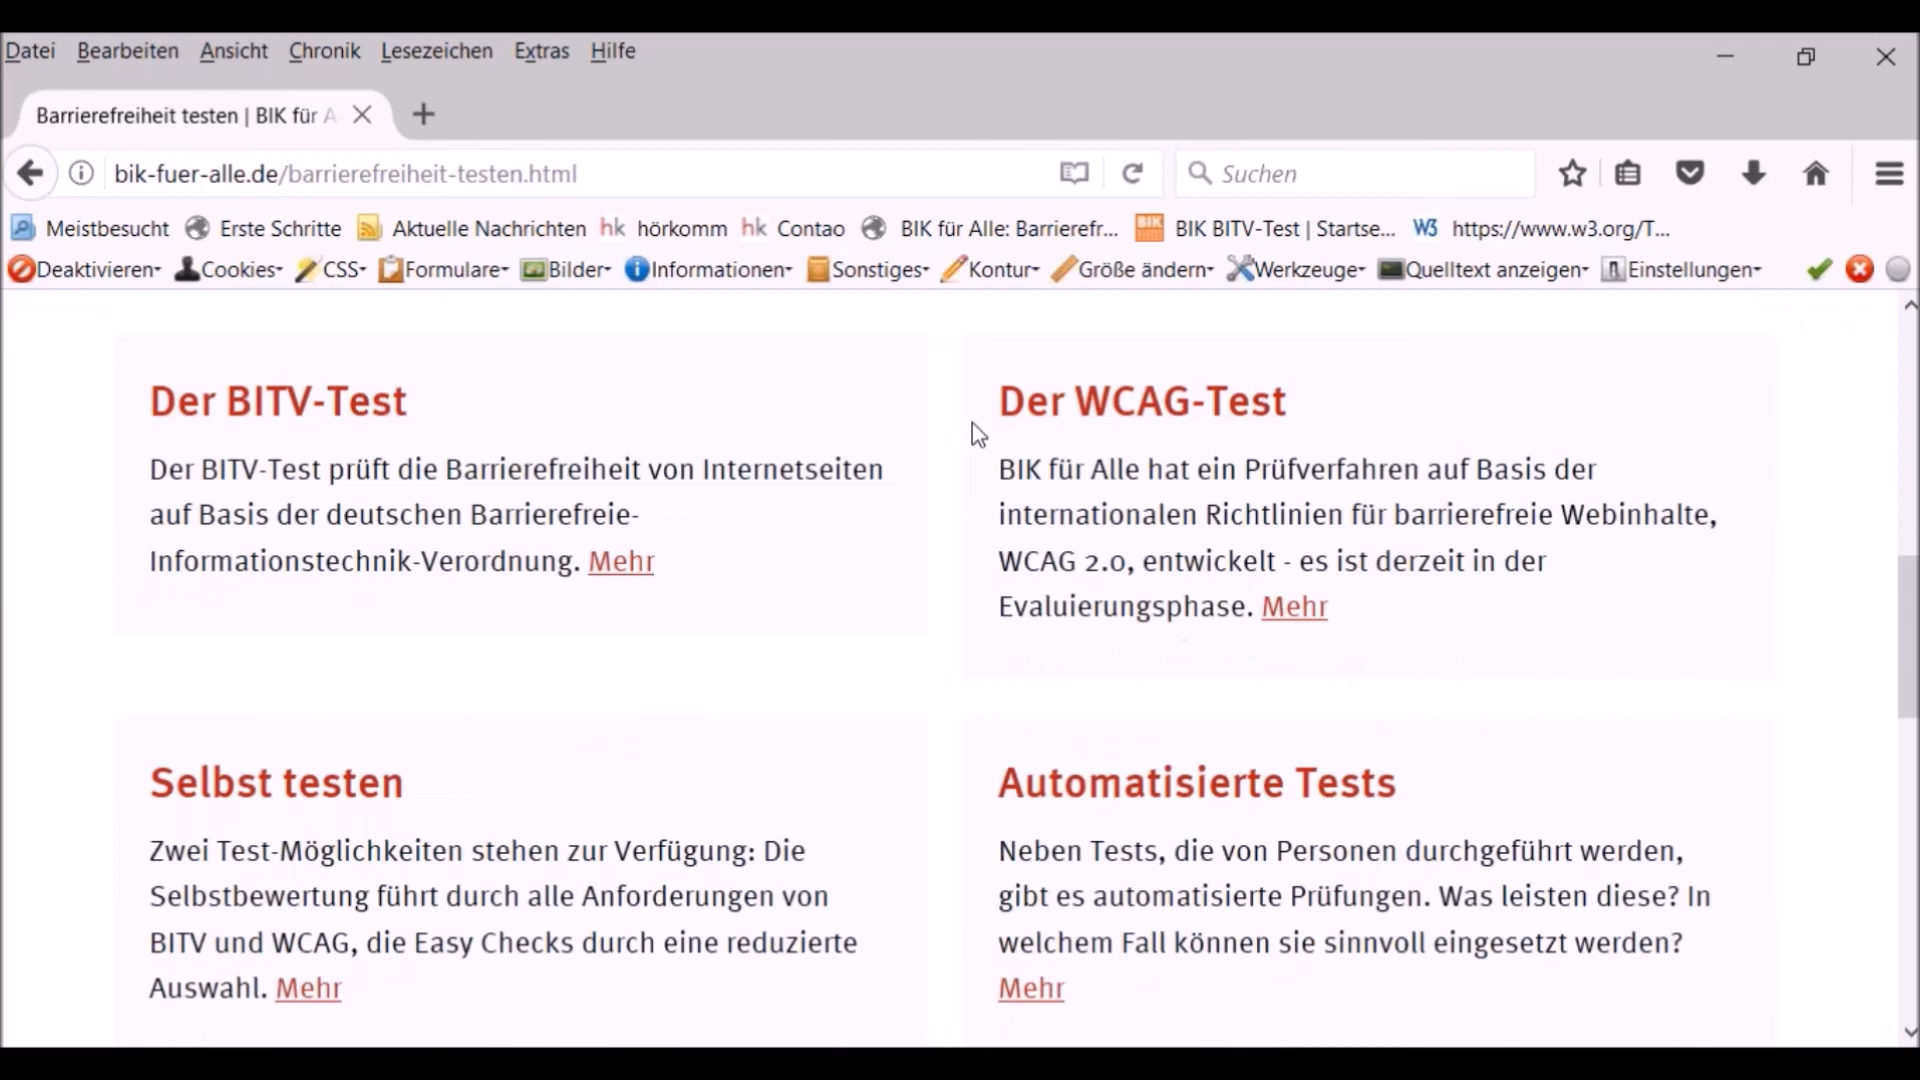 Datei Bearbeiten Ansicht Chronik Lesezeichen Extras Hilfe
Barrierefreiheit testen | BIK für A
bik-fuer-alle.de/barrierefreiheit-testen.html
Suchen
Meistbesucht Erste Schritte Aktuelle Nachrichten hk hörkomm hk Contao BIK für Alle: Barrierefr... BIK BIK BITV-Test | Startse... W3 https://www.w3.org/T...
Deaktivieren Cookies CSS Formulare Bilder Informationen Sonstiges Kontur Größe ändern Werkzeuge Quelltext anzeigen Einstellungen
Der BITV-Test
Der BITV-Test prüft die Barrierefreiheit von Internetseiten
auf Basis der deutschen Barrierefreie-
Informationstechnik-Verordnung. Mehr
Der WCAG-Test
BIK für Alle hat ein Prüfverfahren auf Basis der
internationalen Richtlinien für barrierefreie Webinhalte,
WCAG 2.0, entwickelt - es ist derzeit in der
Evaluierungsphase. Mehr
Selbst testen
Zwei Test-Möglichkeiten stehen zur Verfügung: Die
Selbstbewertung führt durch alle Anforderungen von
BITV und WCAG, die Easy Checks durch eine reduzierte
Auswahl. Mehr
Automatisierte Tests
Neben Tests, die von Personen durchgeführt werden,
gibt es automatisierte Prüfungen. Was leisten diese? In
welchem Fall können sie sinnvoll eingesetzt werden?
Mehr